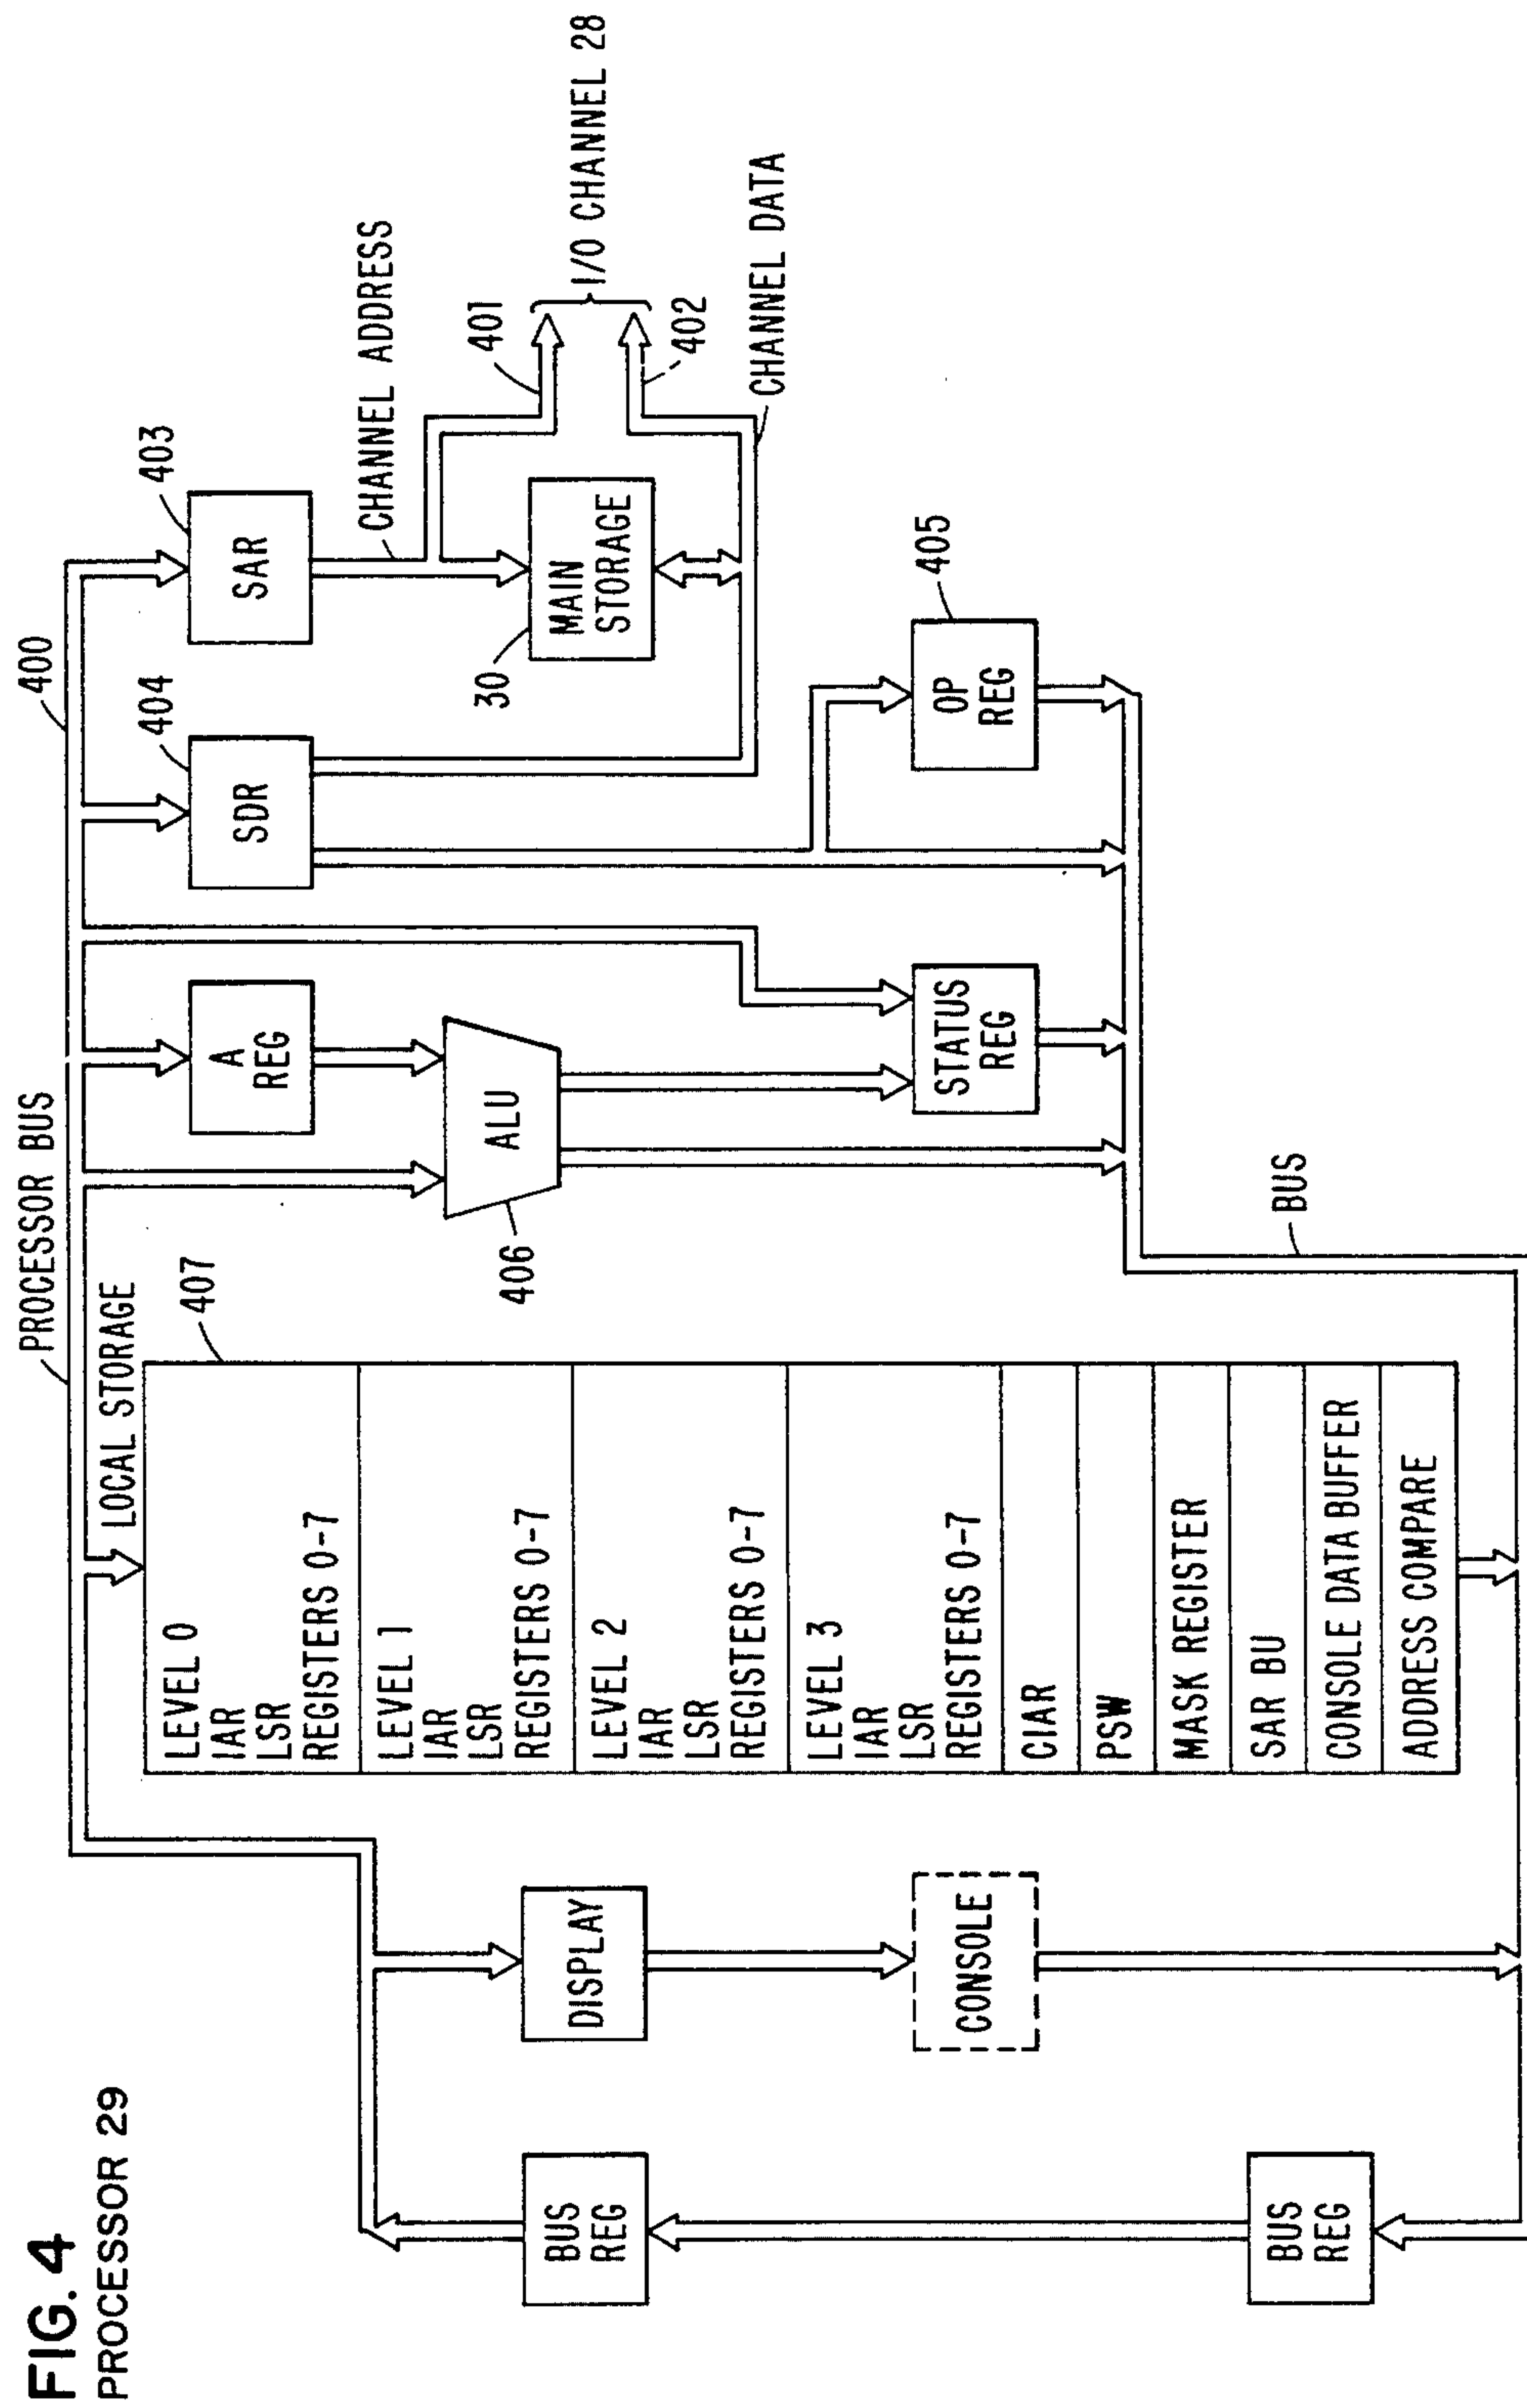 FIG. 4
PROCESSOR 29
PROCESSOR BUS
400
LOCAL STORAGE
407
LEVEL 0
IAR
LSR
REGISTERS 0-7
LEVEL 1
IAR
LSR
REGISTERS 0-7
LEVEL 2
IAR
LSR
REGISTERS 0-7
LEVEL 3
IAR
LSR
REGISTERS 0-7
CIAR
PSW
MASK REGISTER
SAR BU
CONSOLE DATA BUFFER
ADDRESS COMPARE
BUS
REG
BUS
REG
DISPLAY
CONSOLE
A
REG
ALU
406
STATUS
REG
404
SDR
403
SAR
CHANNEL ADDRESS
401
I/O CHANNEL 28
402
CHANNEL DATA
30
MAIN
STORAGE
405
OP
REG
BUS